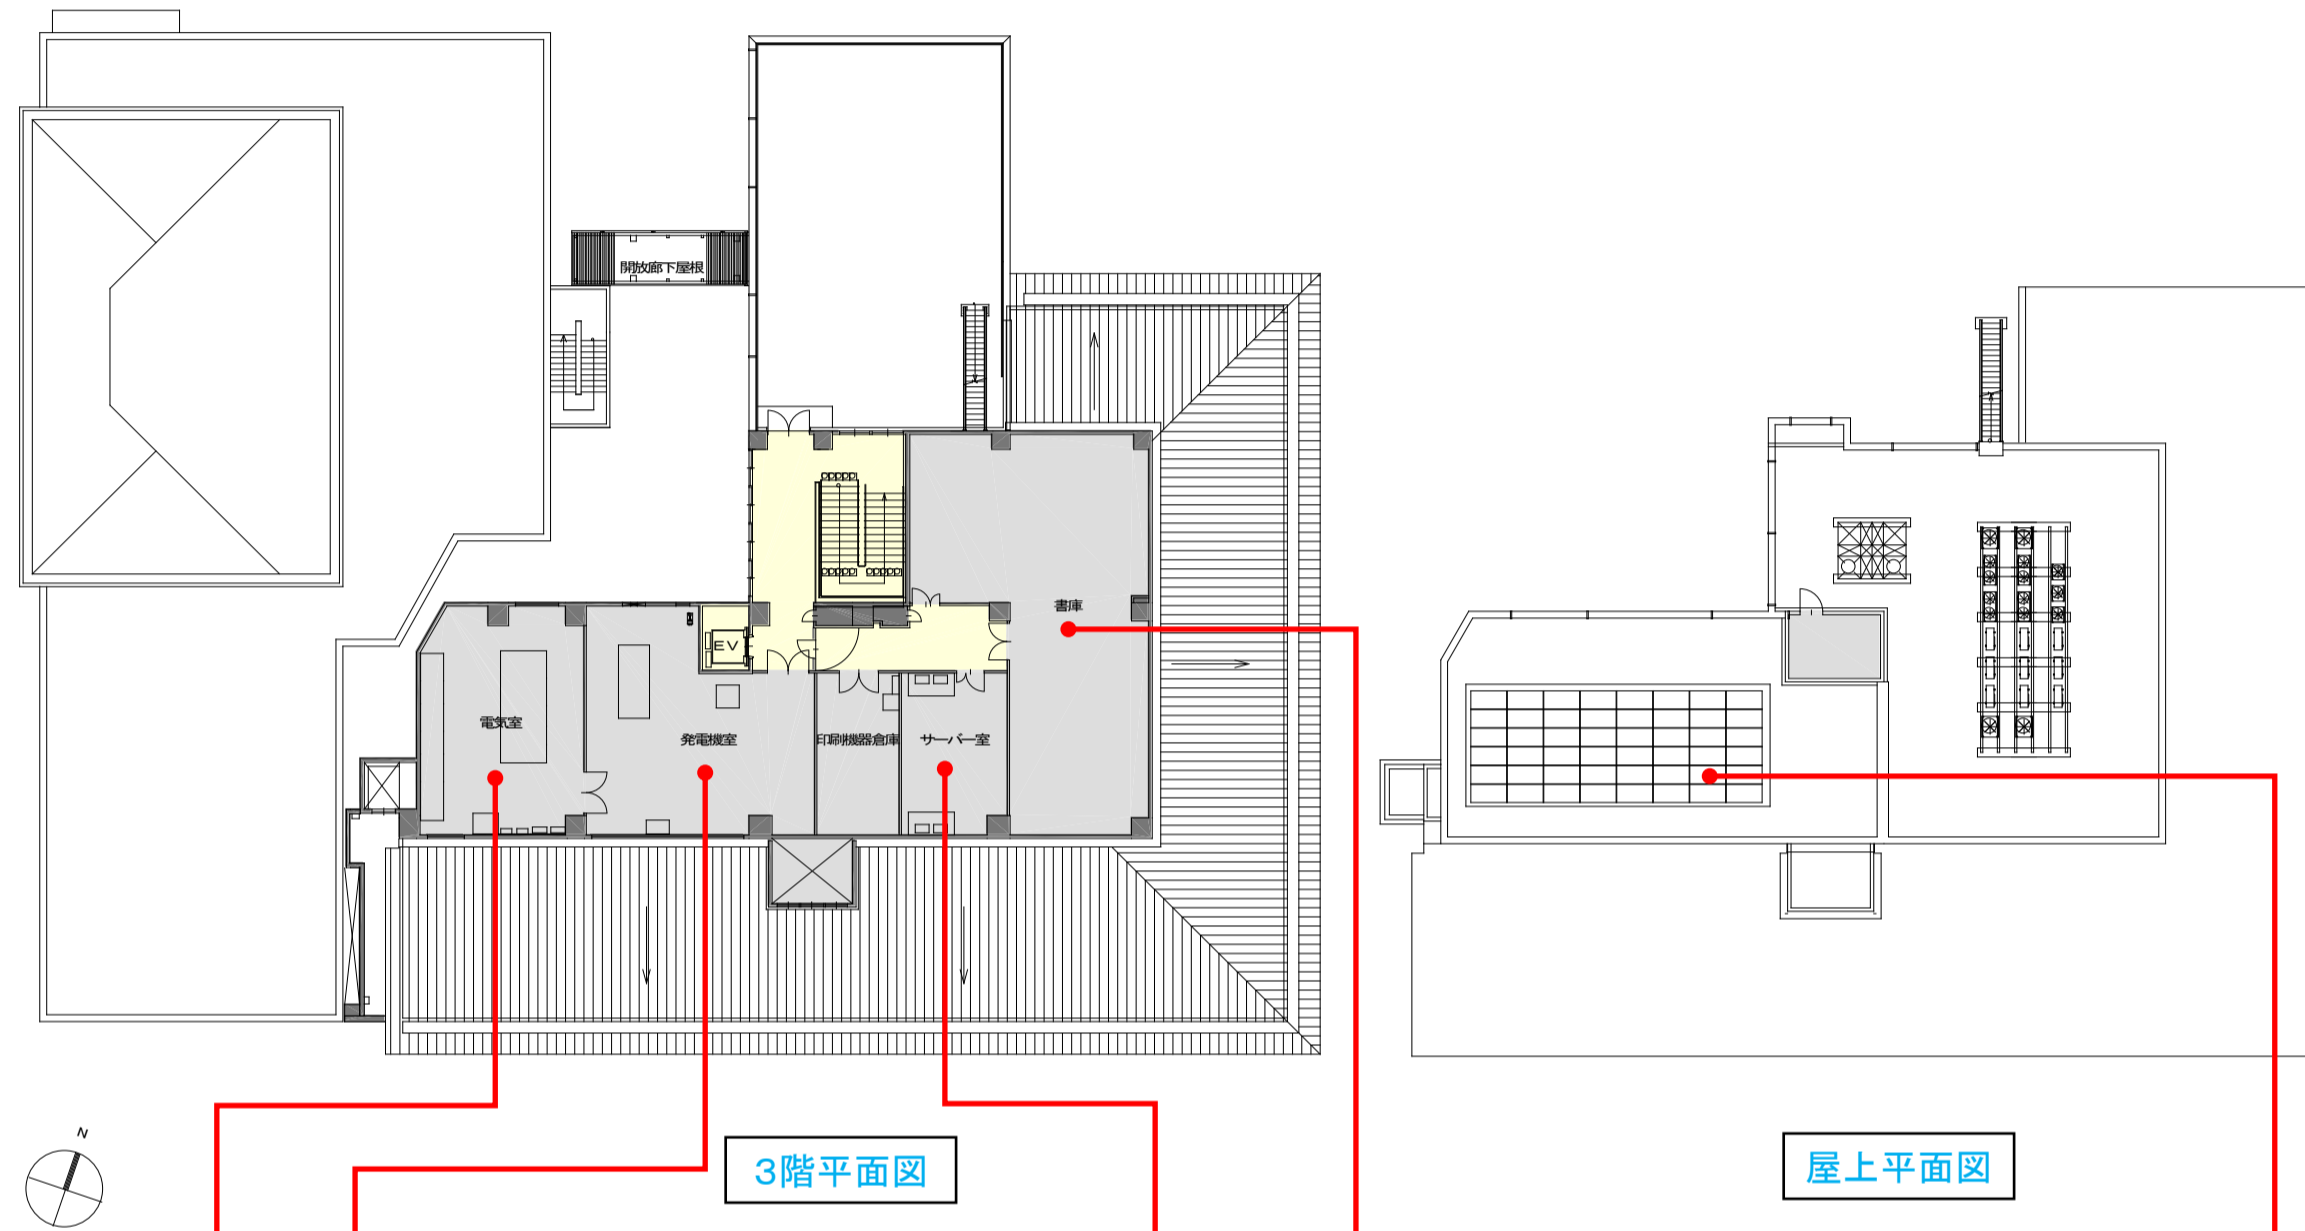 開放廊下屋根
書庫
EV
電気室
発電機室
印刷機器倉庫
サーバー室
N
3階平面図
屋上平面図